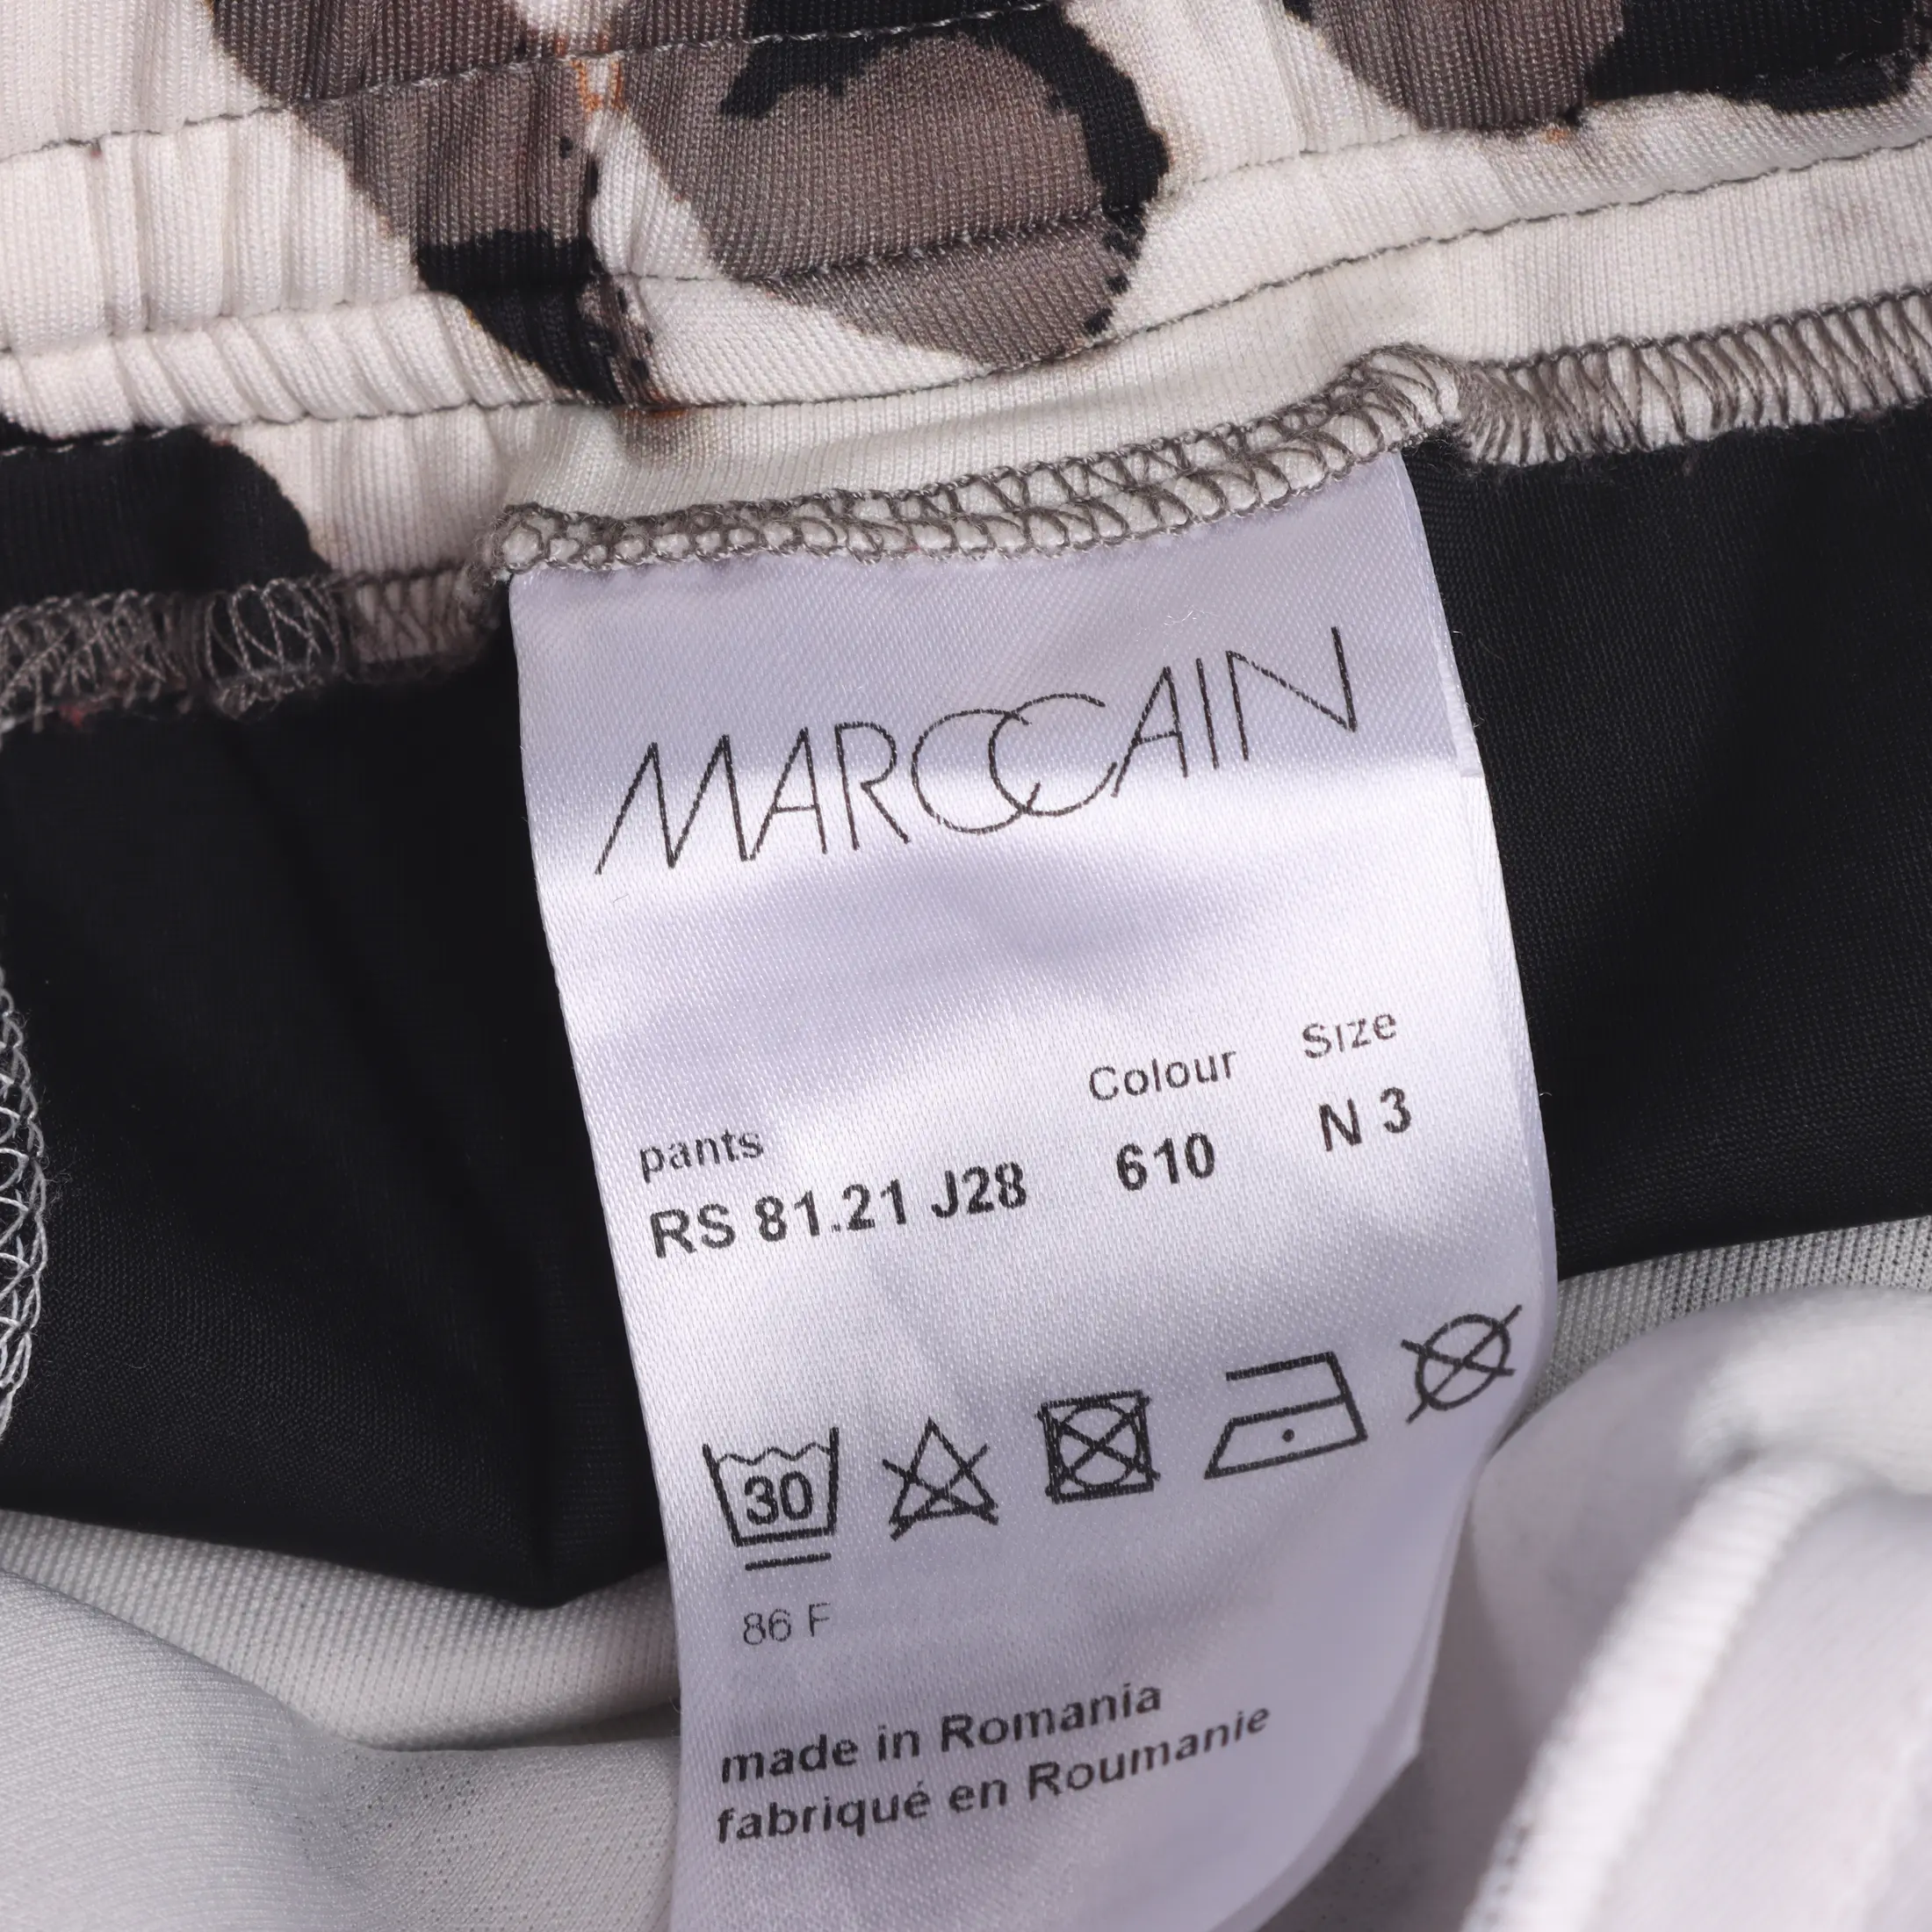 MARCCAIN
Colour Size
pants
RS 81.21 J28 610 N 3
30
86 F
made in Romania
fabriqué en Roumanie